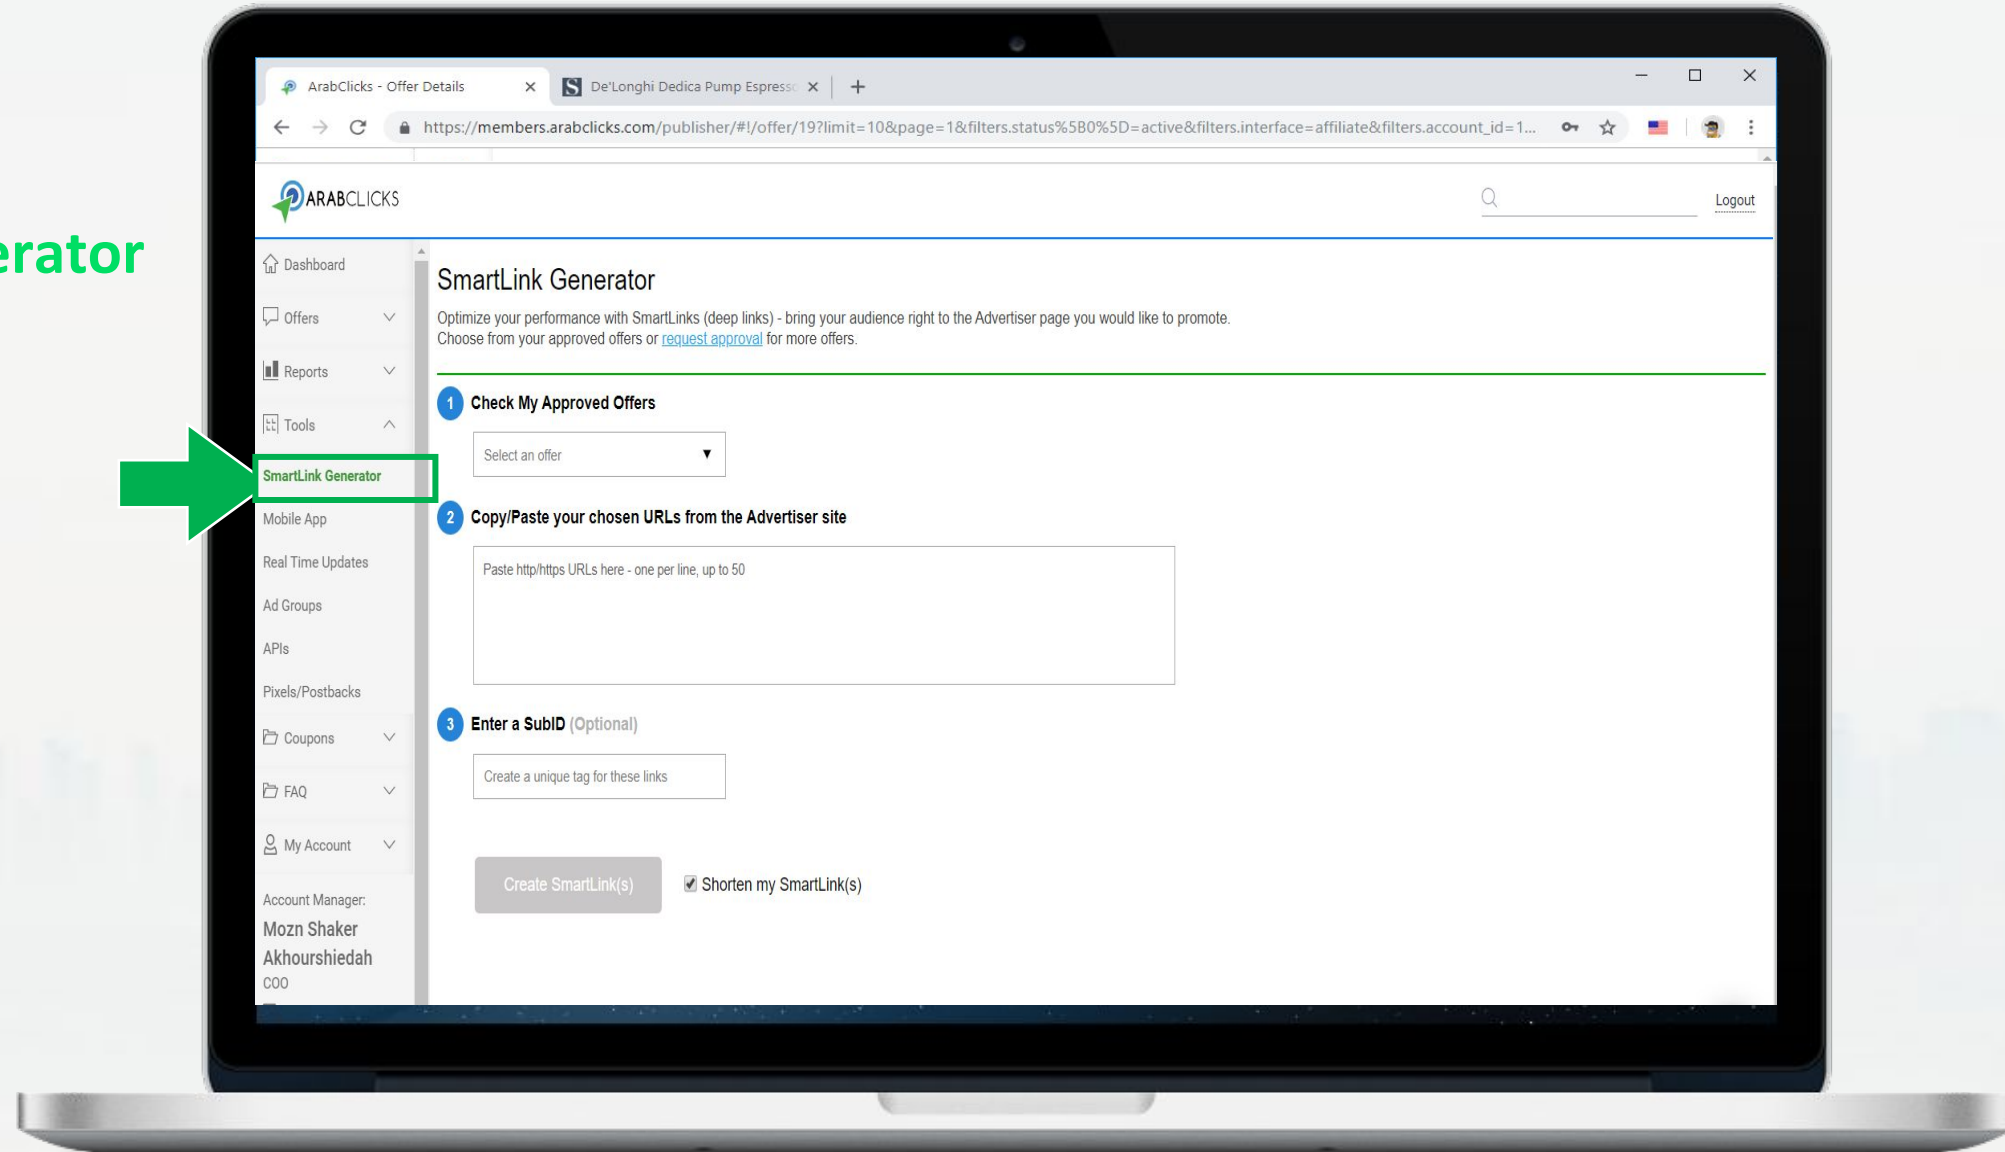 erator
ArabClicks - Offer Details
De'Longhi Dedica Pump Espresso
https://members.arabclicks.com/publisher/#!/offer/19?limit=10&page=1&filters.status%5B0%5D=active&filters.interface=affiliate&filters.account_id=1...
ARABCLICKS
Logout
Dashboard
Offers
Reports
Tools
SmartLink Generator
Mobile App
Real Time Updates
Ad Groups
APIs
Pixels/Postbacks
Coupons
FAQ
My Account
Account Manager:
Mozn Shaker
Akhourshiedah
COO
SmartLink Generator
Optimize your performance with SmartLinks (deep links) - bring your audience right to the Advertiser page you would like to promote.
Choose from your approved offers or request approval for more offers.
1 Check My Approved Offers
Select an offer
2 Copy/Paste your chosen URLs from the Advertiser site
Paste http/https URLs here - one per line, up to 50
3 Enter a SubID (Optional)
Create a unique tag for these links
Create SmartLink(s)
Shorten my SmartLink(s)